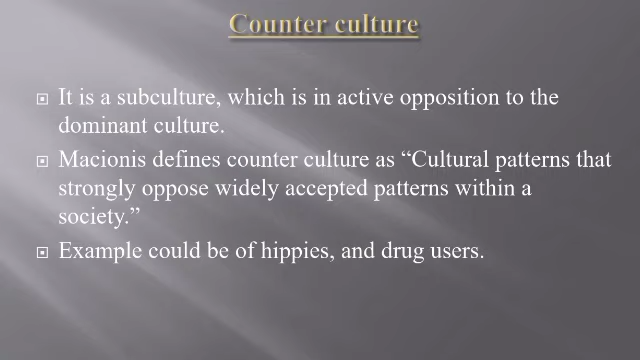 Counter culture
It is a subculture, which is in active opposition to the
dominant culture.
Macionis defines counter culture as “Cultural patterns that
strongly oppose widely accepted patterns within a
society.”
Example could be of hippies, and drug users.